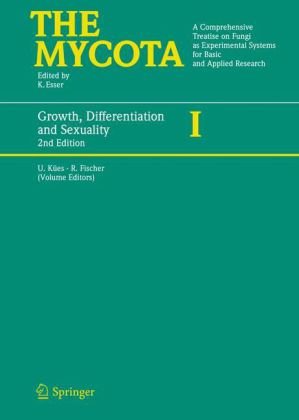 THE
MYCOTA
Edited by
K. Esser
A Comprehensive
Treatise on Fungi
as Experimental Systems
for Basic
and Applied Research
Growth, Differentiation
and Sexuality
2nd Edition
I
U. Kües · R. Fischer
(Volume Editors)
Springer